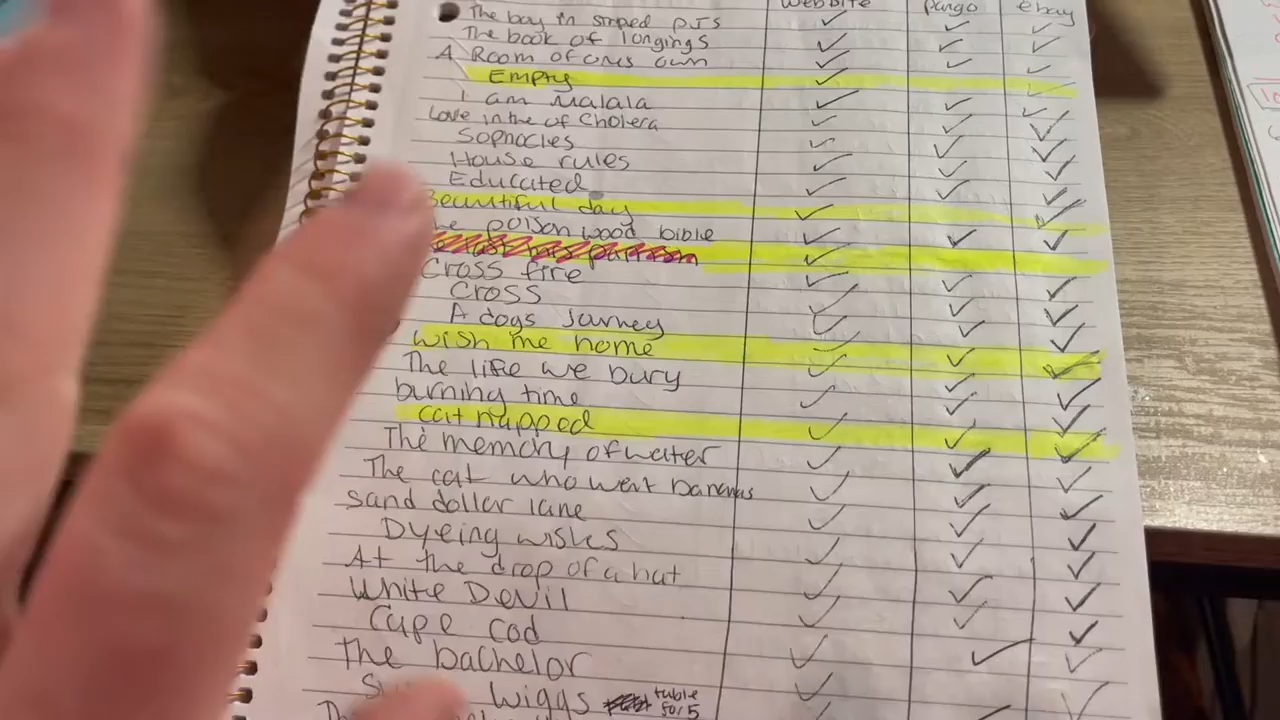 website pango ebay
The boy in striped PJS ✓ ✓ ✓
The book of longings ✓ ✓ ✓
A Room of ones own ✓ ✓ ✓
Empty ✓ ✓
I am Malala ✓ ✓ ✓
Love in the of Cholera ✓ ✓ ✓
Sophocles ✓ ✓ ✓
House rules ✓ ✓ ✓
Educated ✓ ✓ ✓
Beautiful day ✓ ✓
he poison wood bible ✓ ✓ ✓
✓
Cross fire ✓ ✓ ✓
Cross ✓ ✓ ✓
A dogs Jurney ✓ ✓ ✓
wish me home ✓ ✓ ✓
The life we bury ✓ ✓ ✓
burning time ✓ ✓ ✓
cat napped ✓ ✓ ✓
The memory of water ✓ ✓ ✓
The cat who went bananas ✓ ✓ ✓
sand dollar lane ✓ ✓ ✓
Dyeing wishes ✓ ✓ ✓
At the drop of a hat ✓ ✓ ✓
White Devil ✓ ✓ ✓
Cape cod ✓ ✓ ✓
The bachelor ✓ ✓ ✓
wiggs table for 5 ✓ ✓ ✓